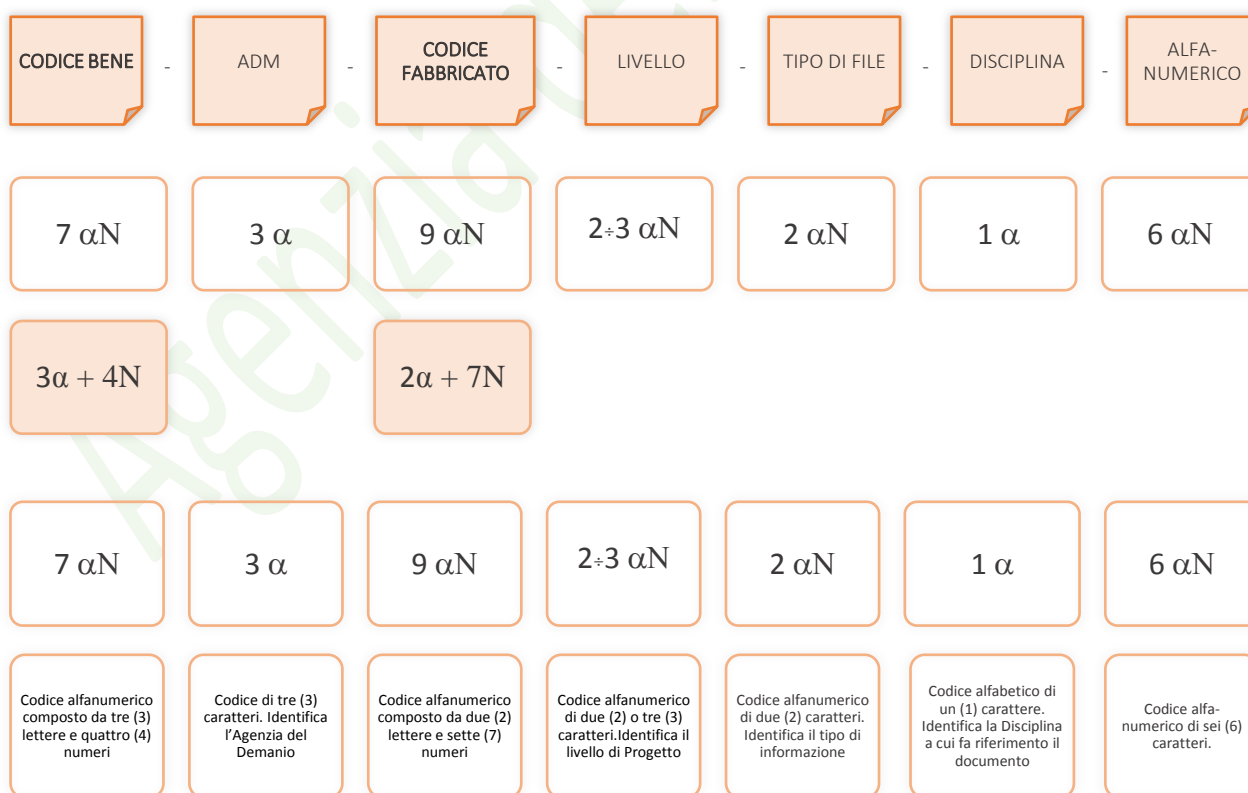 CODICE BENE - ADM - CODICE FABBRICATO - LIVELLO - TIPO DI FILE - DISCIPLINA - ALFA-NUMERICO
7 αN
3 α
9 αN
2÷3 αN
2 αN
1 α
6 αN
3α + 4N
2α + 7N
7 αN
3 α
9 αN
2÷3 αN
2 αN
1 α
6 αN
Codice alfanumerico
composto da tre (3)
lettere e quattro (4)
numeri
Codice di tre (3)
caratteri. Identifica
l’Agenzia del
Demanio
Codice alfanumerico
composto da due (2)
lettere e sette (7)
numeri
Codice alfanumerico
di due (2) o tre (3)
caratteri.Identifica il
livello di Progetto
Codice alfanumerico
di due (2) caratteri.
Identifica il tipo di
informazione
Codice alfabetico di
un (1) carattere.
Identifica la Disciplina
a cui fa riferimento il
documento
Codice alfa-
numerico di sei (6)
caratteri.
Agenzia